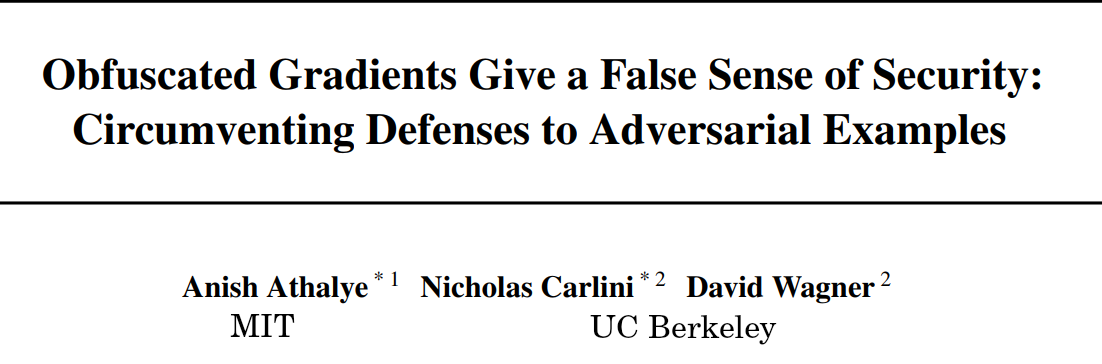 Obfuscated Gradients Give a False Sense of Security:
Circumventing Defenses to Adversarial Examples
Anish Athalye * 1 Nicholas Carlini * 2 David Wagner 2
MIT UC Berkeley